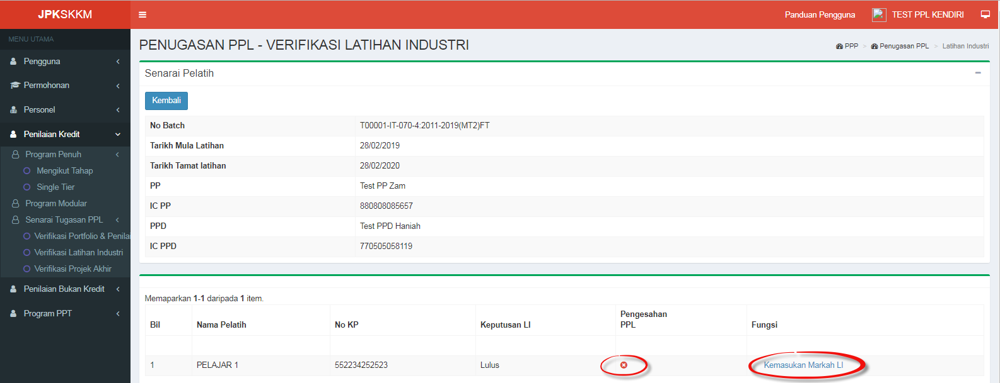 JPKSKKM
Panduan Pengguna
TEST PPL KENDIRI
MENU UTAMA
Pengguna
Permohonan
Personel
Penilaian Kredit
Program Penuh
Mengikut Tahap
Single Tier
Program Modular
Senarai Tugasan PPL
Verifikasi Portfolio & Penilai
Verifikasi Latihan Industri
Verifikasi Projek Akhir
Penilaian Bukan Kredit
Program PPT
PENUGASAN PPL - VERIFIKASI LATIHAN INDUSTRI
PPP > Penugasan PPL > Latihan Industri
Senarai Pelatih
Kembali
No Batch T00001-IT-070-4:2011-2019(MT2)FT
Tarikh Mula Latihan 28/02/2019
Tarikh Tamat latihan 28/02/2020
PP Test PP Zam
IC PP 880808085657
PPD Test PPD Haniah
IC PPD 770505058119
Memaparkan 1-1 daripada 1 item.
Bil Nama Pelatih No KP Keputusan LI Pengesahan PPL Fungsi
1 PELAJAR 1 552234252523 Lulus Kemasukan Markah LI